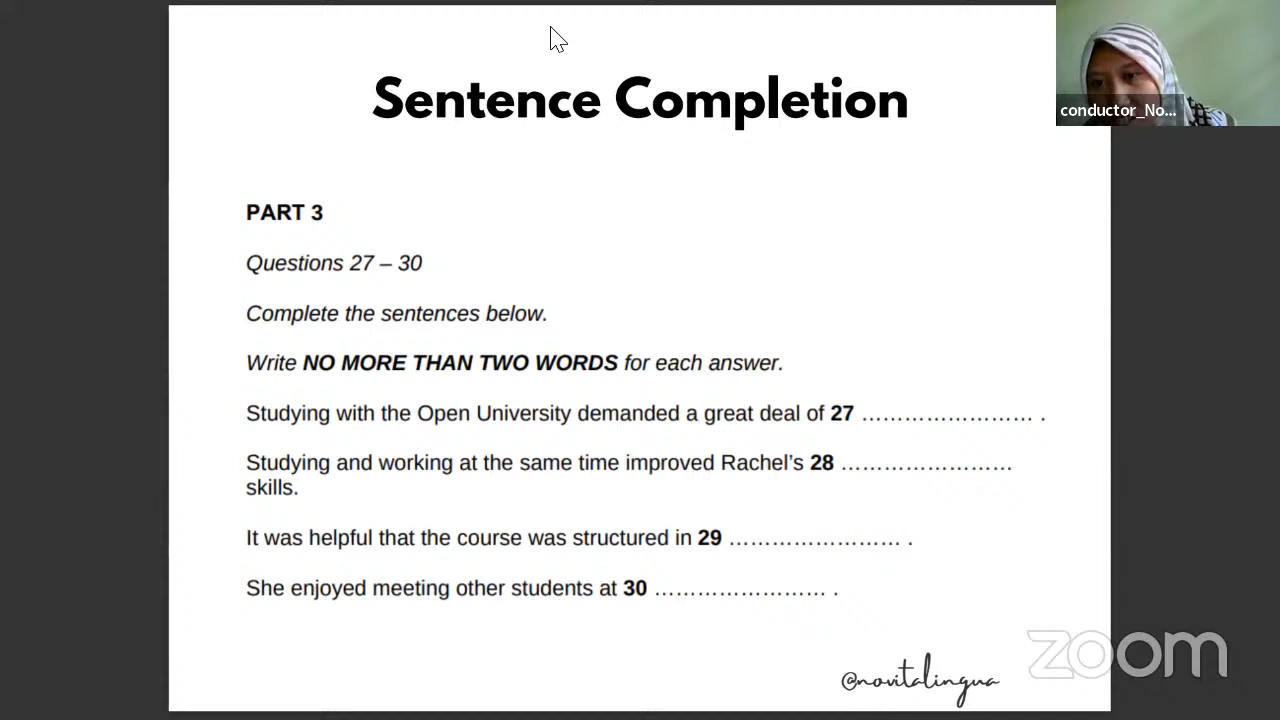 Sentence Completion
conductor_No...
PART 3
Questions 27 – 30
Complete the sentences below.
Write NO MORE THAN TWO WORDS for each answer.
Studying with the Open University demanded a great deal of 27 ........................ .
Studying and working at the same time improved Rachel’s 28 ........................
skills.
It was helpful that the course was structured in 29 ........................ .
She enjoyed meeting other students at 30 ........................ .
@novitalingua
zoom